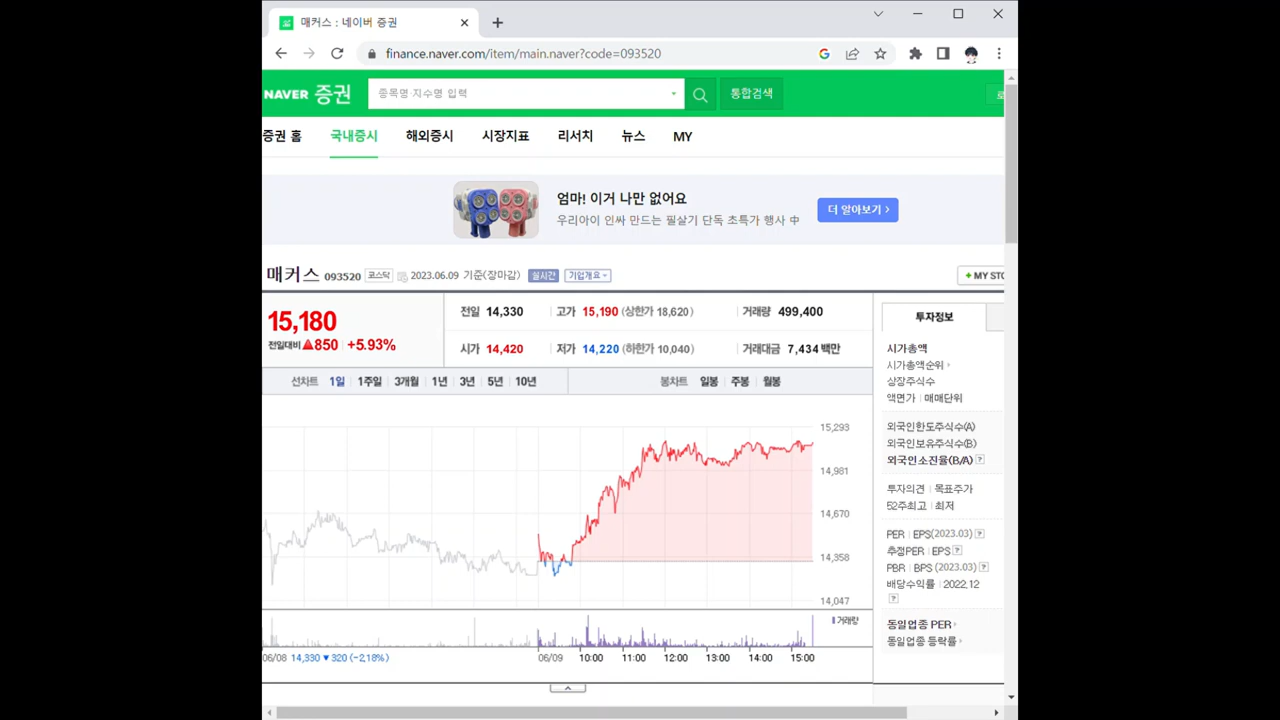 매커스 : 네이버 증권
finance.naver.com/item/main.naver?code=093520
NAVER 증권 종목명 지수명 입력 통합검색 로
증권 홈 국내증시 해외증시 시장지표 리서치 뉴스 MY
엄마! 이거 나만 없어요
우리아이 인싸 만드는 필살기 단독 초특가 행사 中
더 알아보기 >
매커스 093520 코스닥 2023.06.09 기준(장마감) 실시간 기업개요 + MY STO
15,180
전일대비 ▲850 +5.93%
전일 14,330 고가 15,190 (상한가 18,620) 거래량 499,400
시가 14,420 저가 14,220 (하한가 10,040) 거래대금 7,434 백만
선차트 1일 1주일 3개월 1년 3년 5년 10년 봉차트 일봉 주봉 월봉
15,293
14,981
14,670
14,358
14,047
거래량
06/08 14,330 ▼ 320 (-2,18%) 06/09 10:00 11:00 12:00 13:00 14:00 15:00
투자정보
시가총액
시가총액순위
상장주식수
액면가 | 매매단위
외국인한도주식수(A)
외국인보유주식수(B)
외국인소진율(B/A) ?
투자의견 | 목표주가
52주최고 | 최저
PER | EPS(2023.03) ?
추정PER | EPS ?
PBR | BPS (2023.03) ?
배당수익률 | 2022.12
?
동일업종 PER
동일업종 등락률